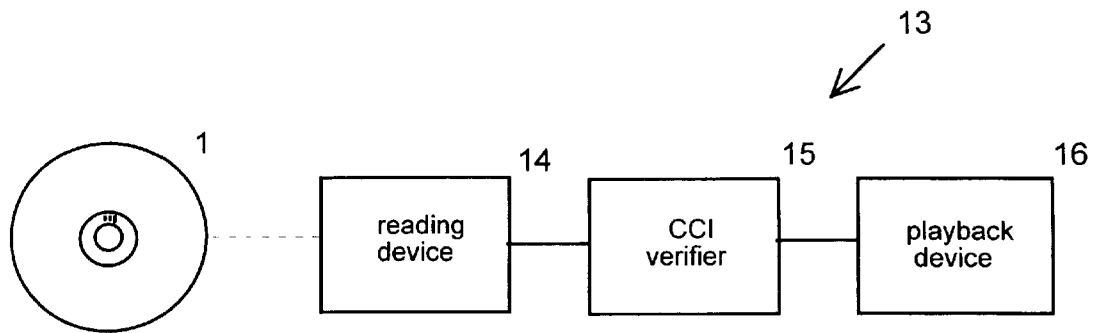 13
1
14
15
16
reading
device
CCI
verifier
playback
device